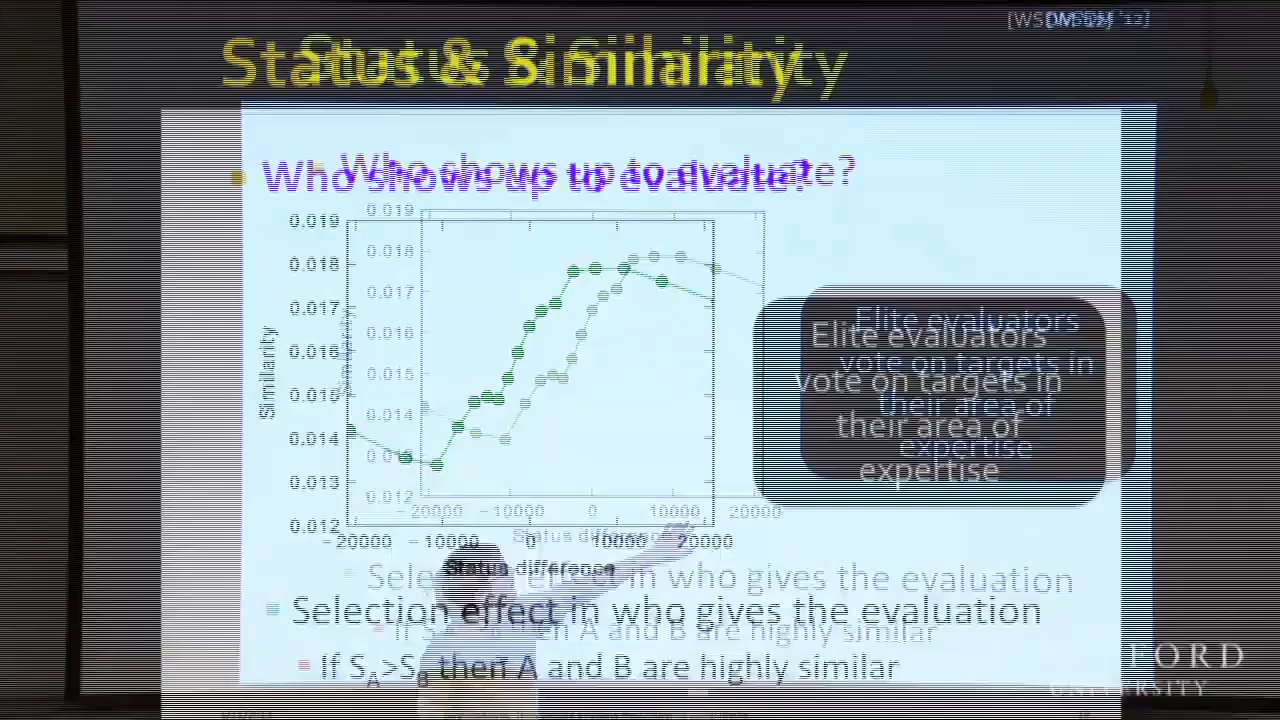 [WSDM '12]
Status & Similarity
Who shows up to evaluate?
0.019
0.018
0.017
0.016
0.015
0.014
0.013
0.012
Similarity
-20000 -10000 0 10000 20000
Status difference
Elite evaluators
vote on targets in
their area of
expertise
Selection effect in who gives the evaluation
If SA>SB then A and B are highly similar
UNIVERSITY